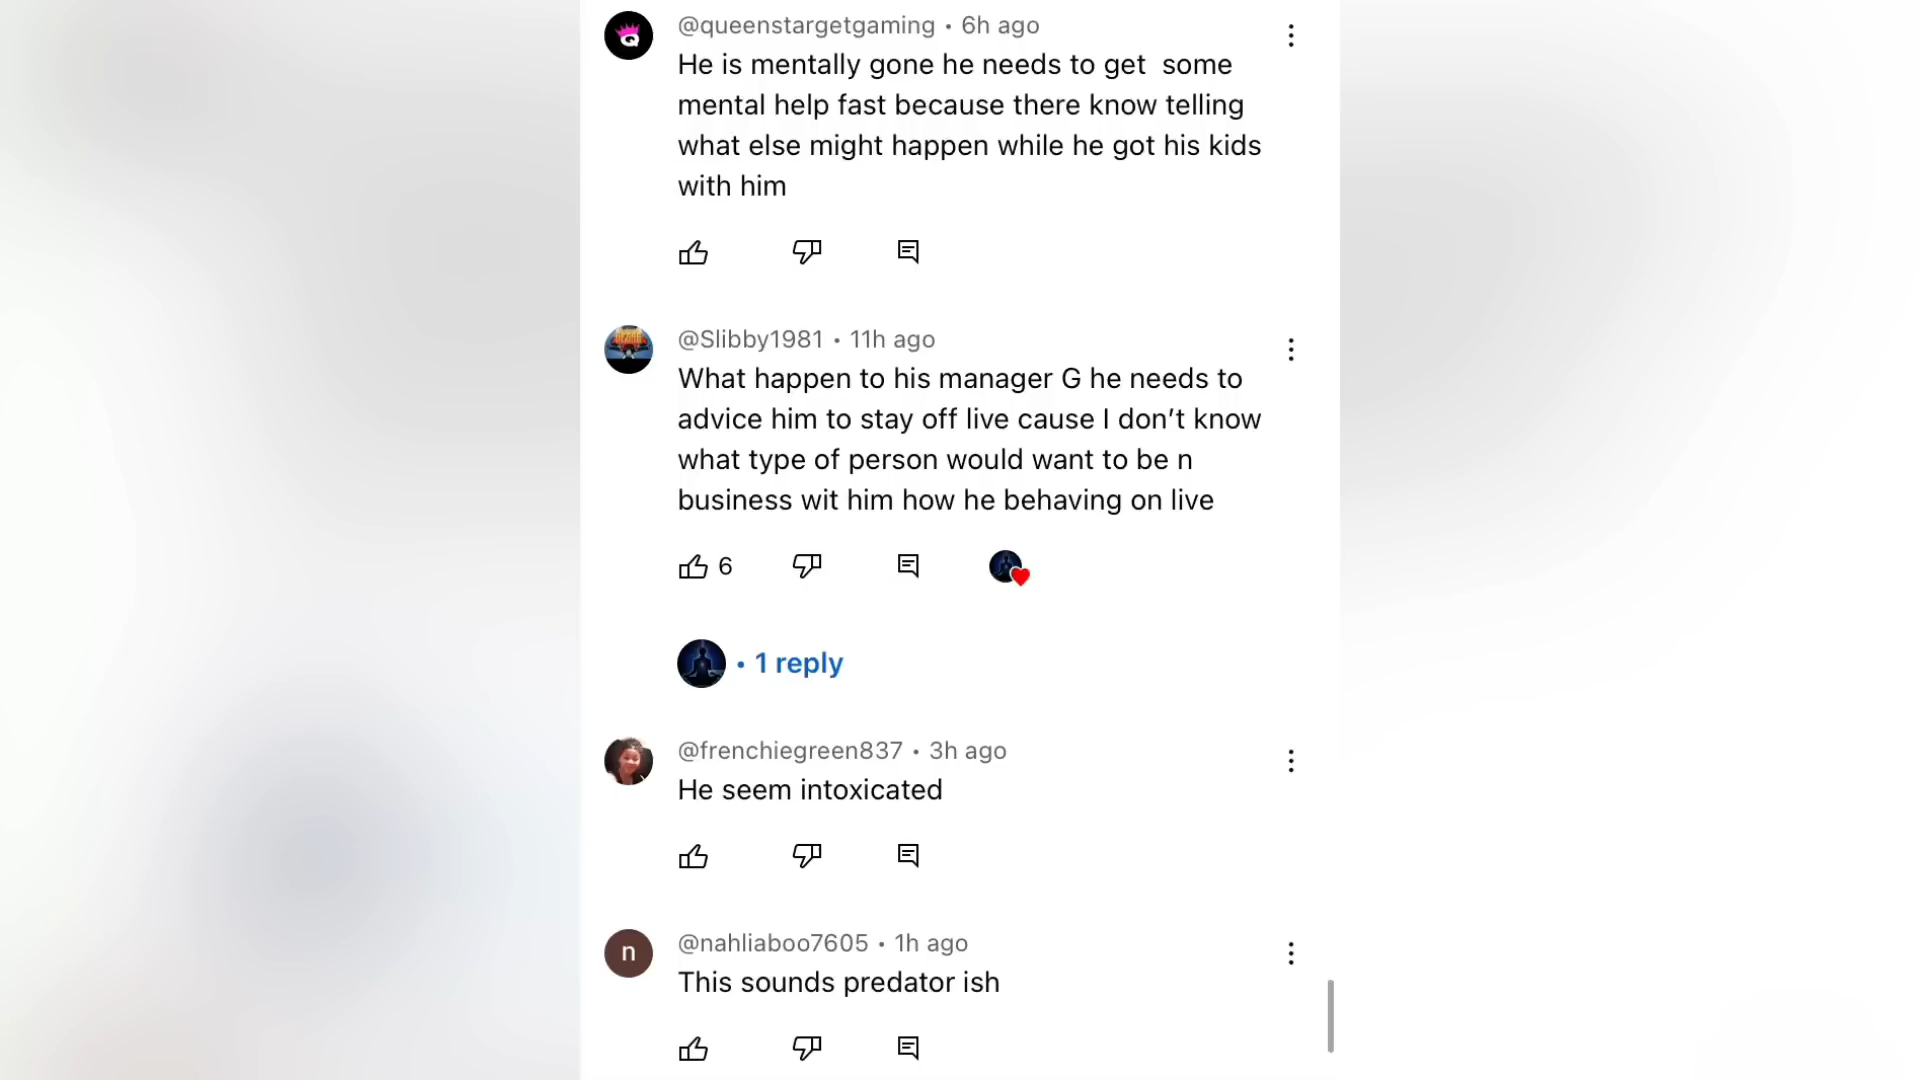 @queenstargetgaming • 6h ago
He is mentally gone he needs to get  some
mental help fast because there know telling
what else might happen while he got his kids
with him
@Slibby1981 • 11h ago
What happen to his manager G he needs to
advice him to stay off live cause I don’t know
what type of person would want to be n
business wit him how he behaving on live
6
• 1 reply
@frenchiegreen837 • 3h ago
He seem intoxicated
n
@nahliaboo7605 • 1h ago
This sounds predator ish